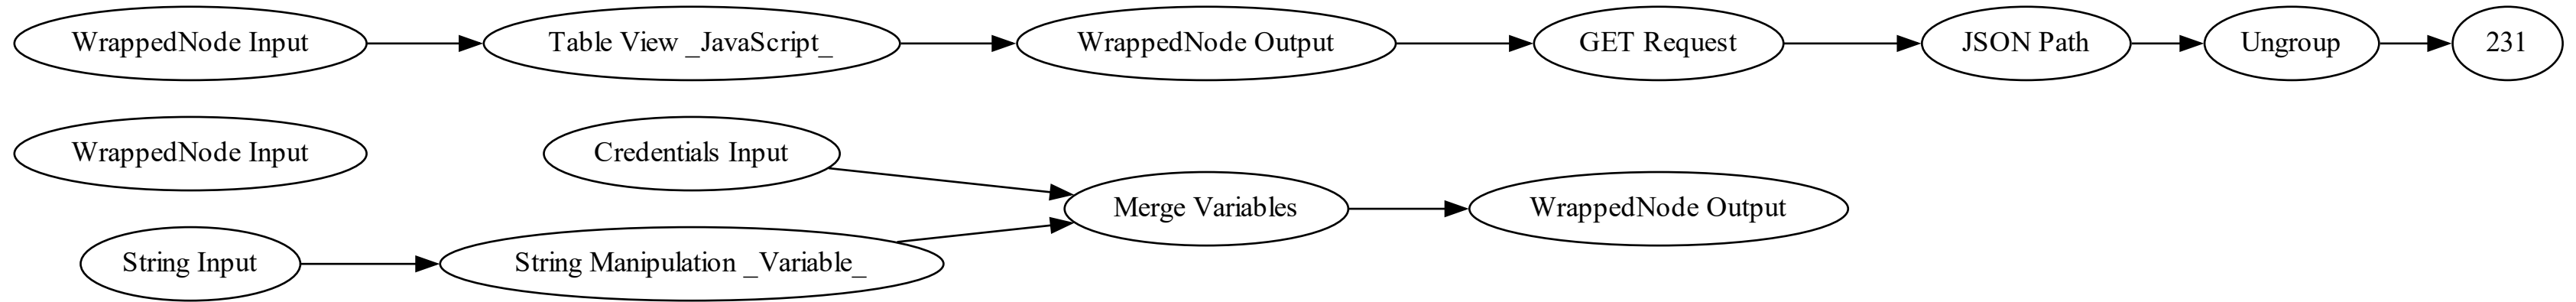 WrappedNode Input
Table View _JavaScript_
WrappedNode Output
GET Request
JSON Path
Ungroup
231
WrappedNode Input
Credentials Input
Merge Variables
WrappedNode Output
String Input
String Manipulation _Variable_